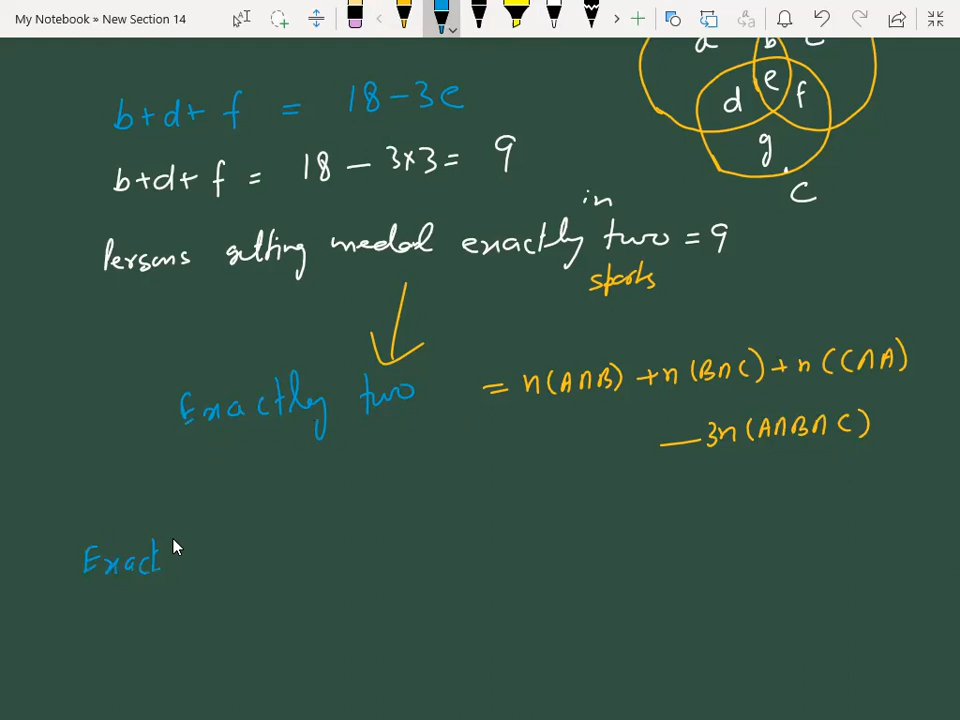 My Notebook » New Section 14
a b c
d e f
g
C
b+d+ f = 18-3e
b+d+ f = 18 - 3×3 = 9
in
Persons getting medal exactly two = 9
sports
Exactly two = n(A∩B) + n(B∩C) + n((C∩A)
- 3n(A∩B∩C)
Exact